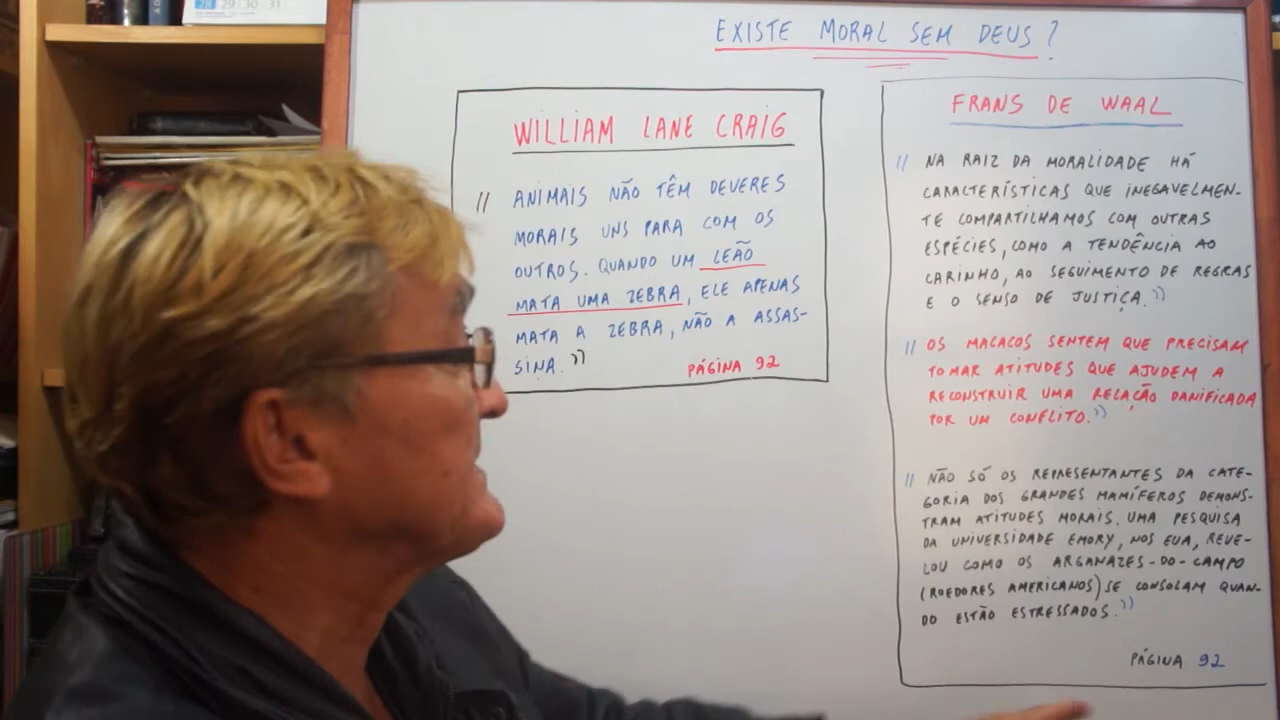 28 29 30 31
EXISTE MORAL SEM DEUS?
WILLIAM LANE CRAIG
" ANIMAIS NÃO TÊM DEVERES
MORAIS UNS PARA COM OS
OUTROS. QUANDO UM LEÃO
MATA UMA ZEBRA, ELE APENAS
MATA A ZEBRA, NÃO A ASSAS-
SINA."
PÁGINA 92
FRANS DE WAAL
" NA RAIZ DA MORALIDADE HÁ
CARACTERÍSTICAS QUE INEGAVELMEN-
TE COMPARTILHAMOS COM OUTRAS
ESPÉCIES, COMO A TENDÊNCIA AO
CARINHO, AO SEGUIMENTO DE REGRAS
E O SENSO DE JUSTIÇA."
" OS MACACOS SENTEM QUE PRECISAM
TOMAR ATITUDES QUE AJUDEM A
RECONSTRUIR UMA RELAÇÃO DANIFICADA
POR UM CONFLITO."
" NÃO SÓ OS REPRESENTANTES DA CATE-
GORIA DOS GRANDES MAMÍFEROS DEMONS-
TRAM ATITUDES MORAIS. UMA PESQUISA
DA UNIVERSIDADE EMORY, NOS EUA, REVE-
LOU COMO OS ARGANAZES-DO-CAMPO
(ROEDORES AMERICANOS) SE CONSOLAM QUAN-
DO ESTÃO ESTRESSADOS."
PÁGINA 92